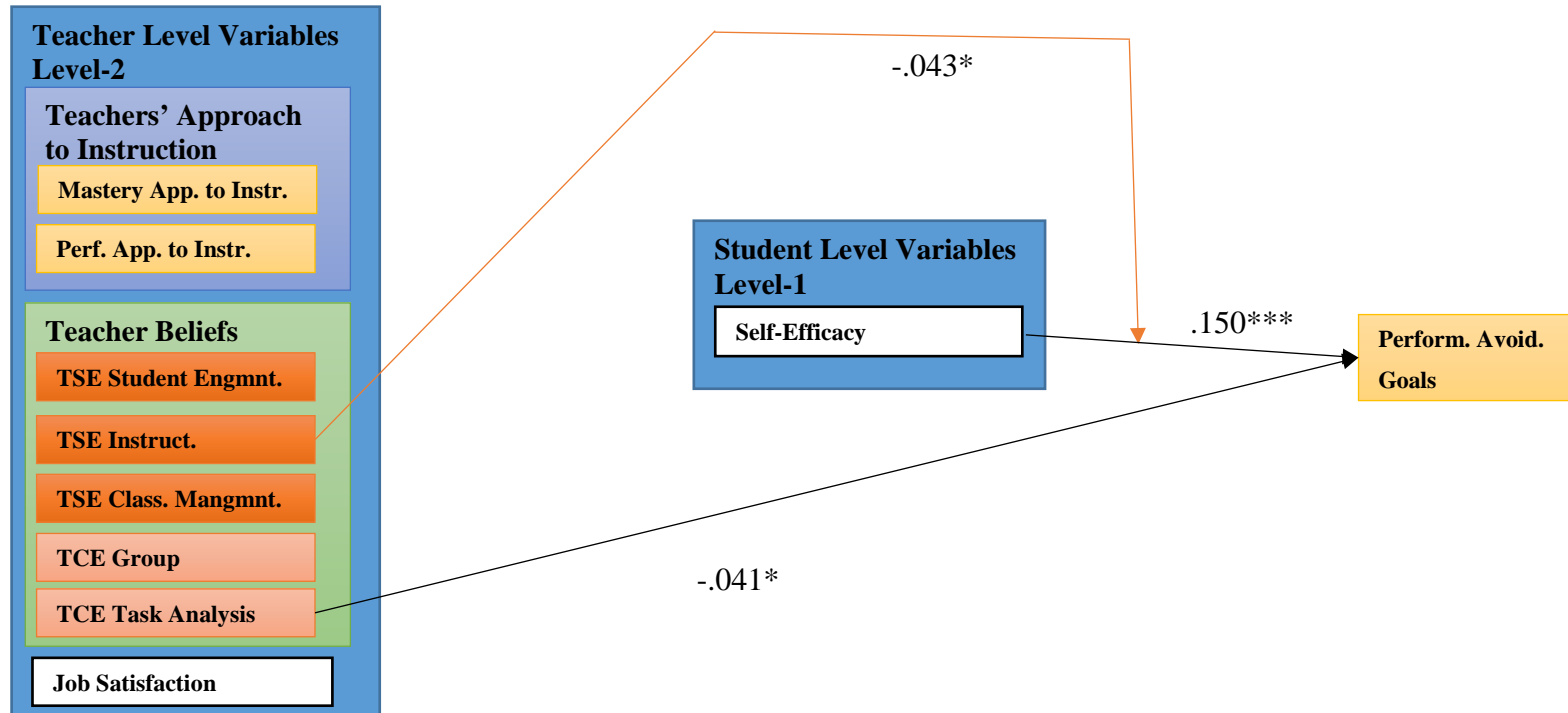 Teacher Level Variables
Level-2
Teachers’ Approach
to Instruction
Mastery App. to Instr.
Perf. App. to Instr.
Teacher Beliefs
TSE Student Engmnt.
TSE Instruct.
TSE Class. Mangmnt.
TCE Group
TCE Task Analysis
Job Satisfaction
-.043*
Student Level Variables
Level-1
Self-Efficacy
.150***
-.041*
Perform. Avoid.
Goals